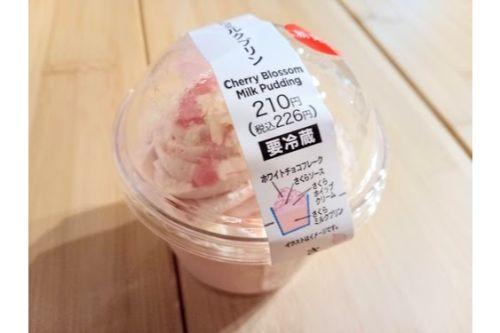 ミルクプリン
Cherry Blossom
Milk Pudding
210円
(税込226円)
要冷蔵
ホワイトチョコフレーク
さくらソース
さくら
ホイップ
クリーム
さくら
ミルクプリン
イラストはイメージです。